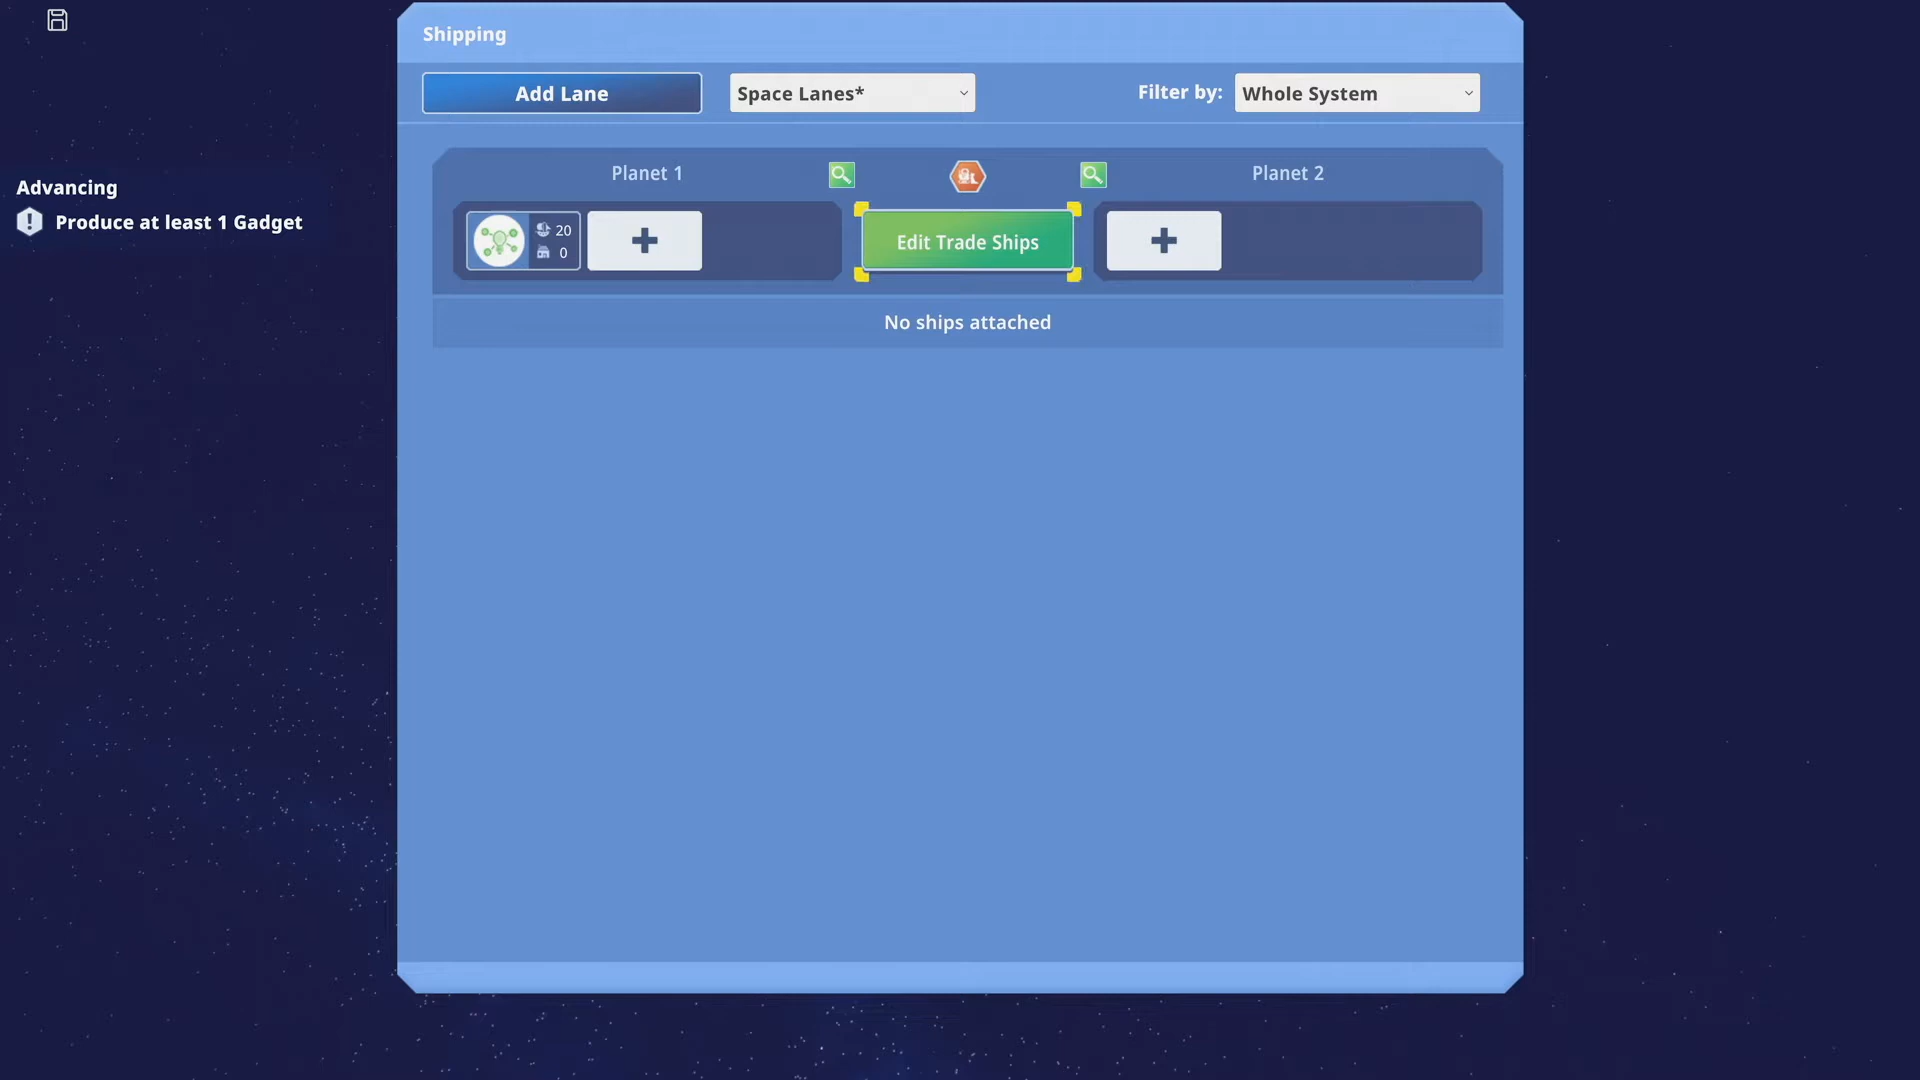 Shipping
Add Lane
Space Lanes*
Filter by:
Whole System
Planet 1
Planet 2
Advancing
Produce at least 1 Gadget
20
0
Edit Trade Ships
No ships attached